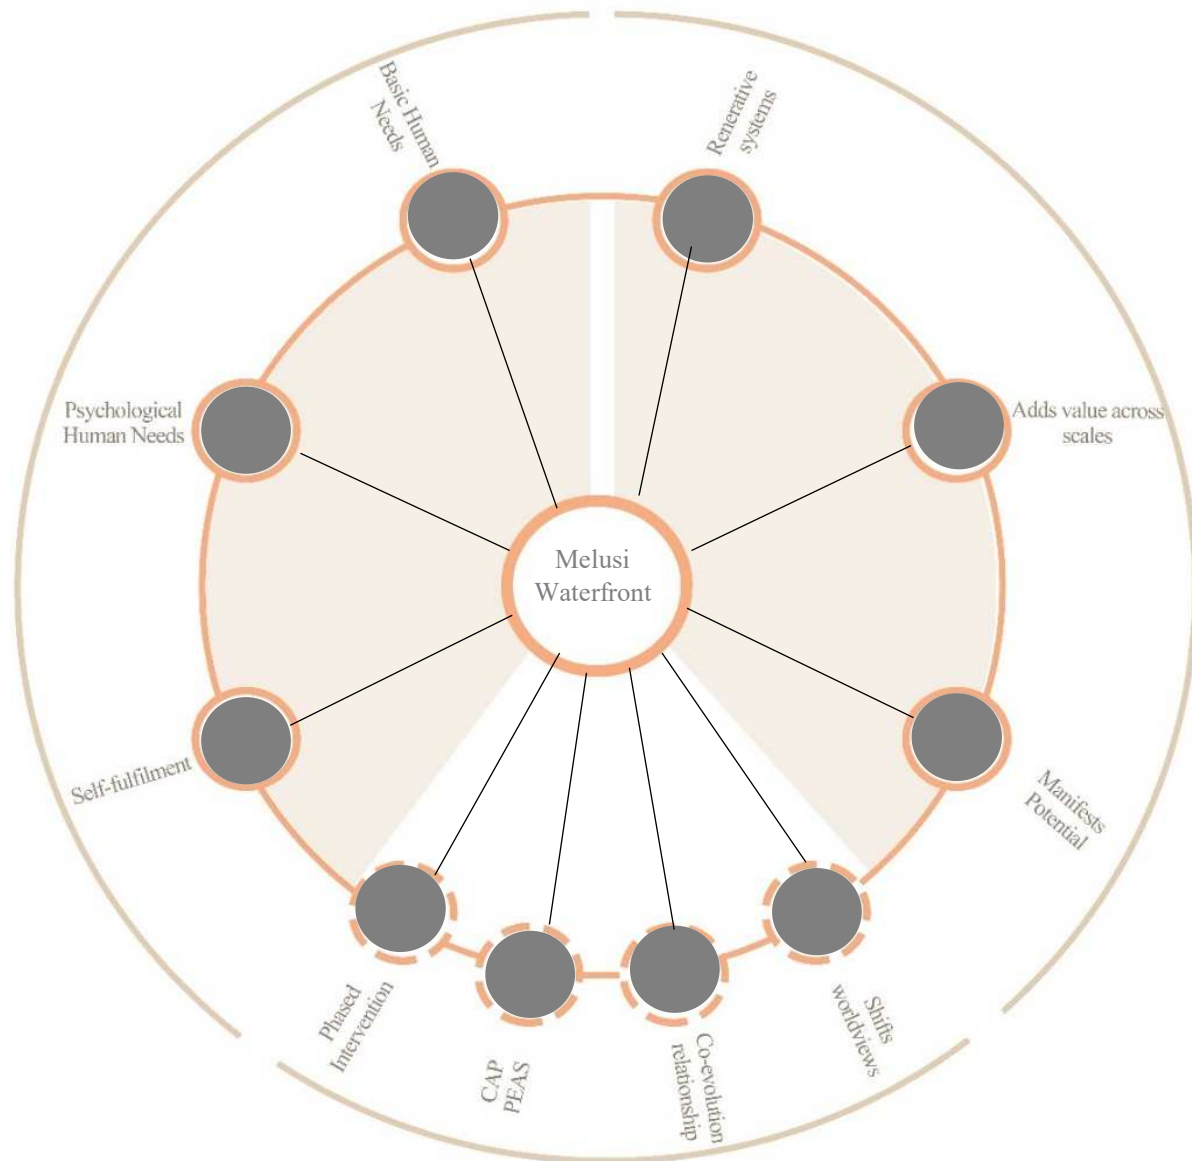 Basic Human
Needs
Renerative
systems
Psychological
Human Needs
Adds value across
scales
Melusi
Waterfront
Self-fulfilment
Manifests
Potential
Phased
Intervention
CAP
PEAS
Co-evolution
relationship
Shifts
worldviews